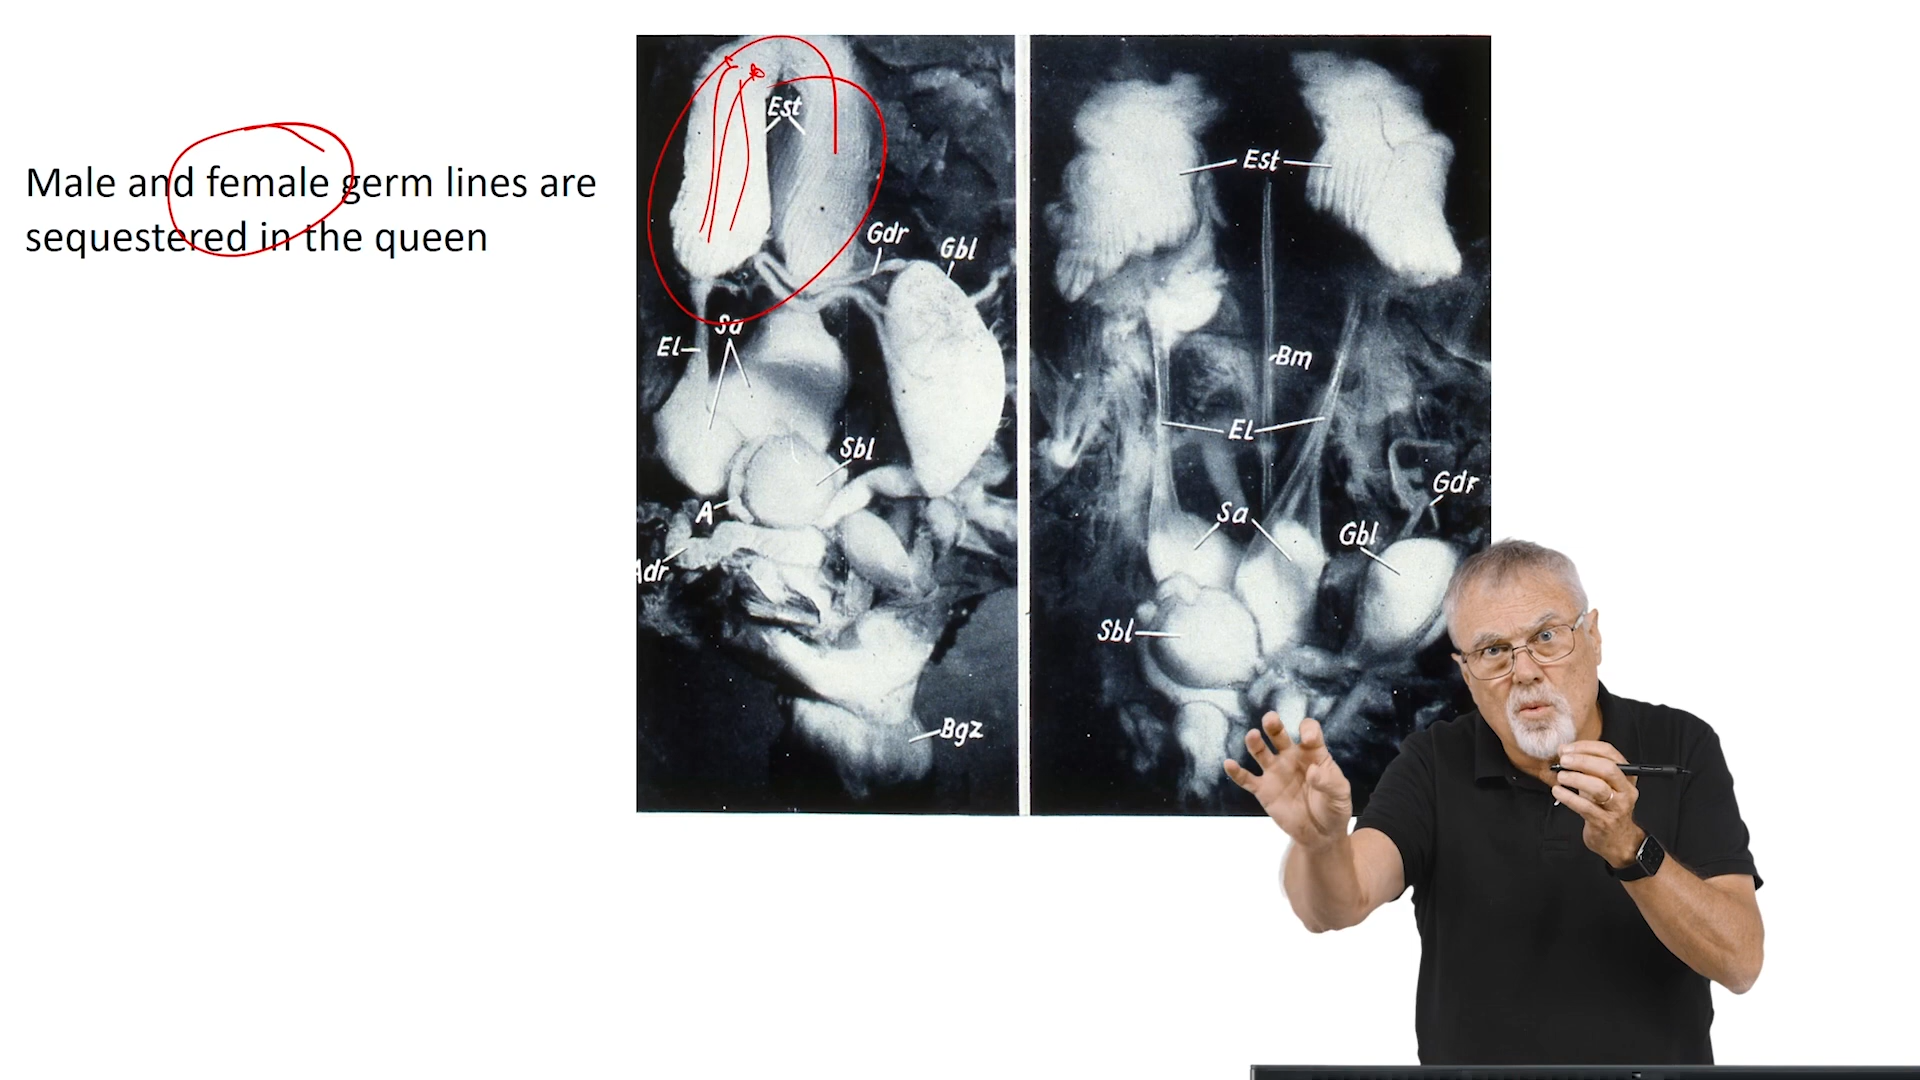 Male and female germ lines are
sequestered in the queen
Est
Gdr
Gbl
Sa
El
Sbl
A
Adr
Bgz
Est
Bm
El
Gdr
Sa
Gbl
Sbl